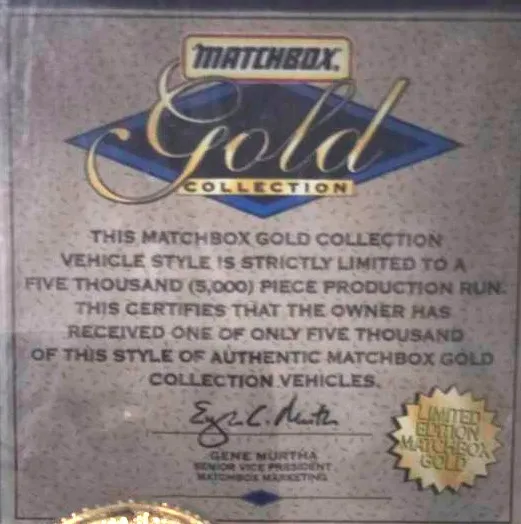 MATCHBOX.
Gold
COLLECTION
THIS MATCHBOX GOLD COLLECTION
VEHICLE STYLE IS STRICTLY LIMITED TO A
FIVE THOUSAND (5,000) PIECE PRODUCTION RUN.
THIS CERTIFIES THAT THE OWNER HAS
RECEIVED ONE OF ONLY FIVE THOUSAND
OF THIS STYLE OF AUTHENTIC MATCHBOX GOLD
COLLECTION VEHICLES.
GENE MURTHA
SENIOR VICE PRESIDENT
MATCHBOX MARKETING
LIMITED
EDITION
MATCHBOX
GOLD